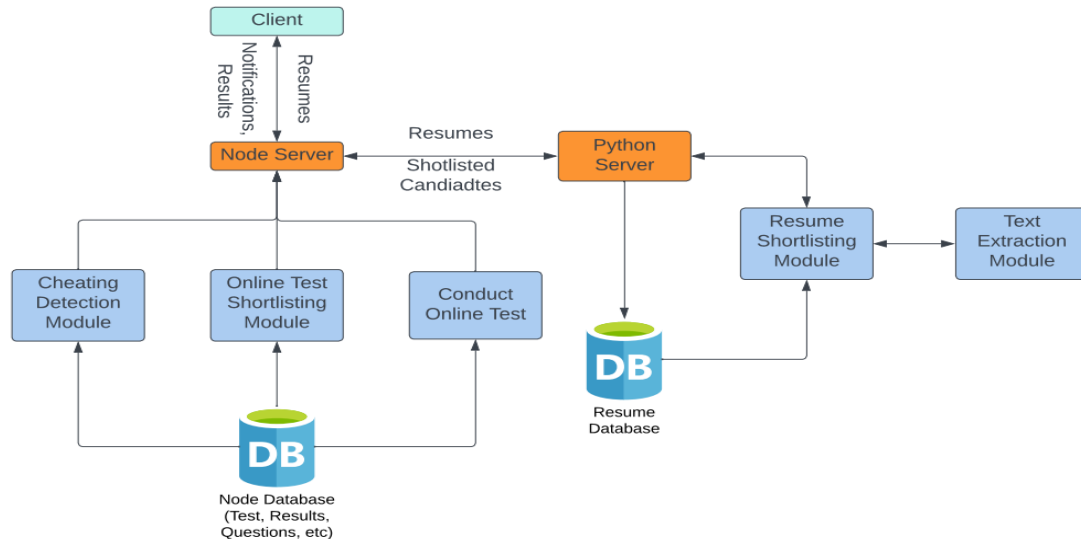 Client
Notifications,
Results
Resumes
Node Server
Resumes
Shotlisted
Candiadtes
Python
Server
Resume
Shortlisting
Module
Text
Extraction
Module
Cheating
Detection
Module
Online Test
Shortlisting
Module
Conduct
Online Test
DB
Resume
Database
DB
Node Database
(Test, Results,
Questions, etc)